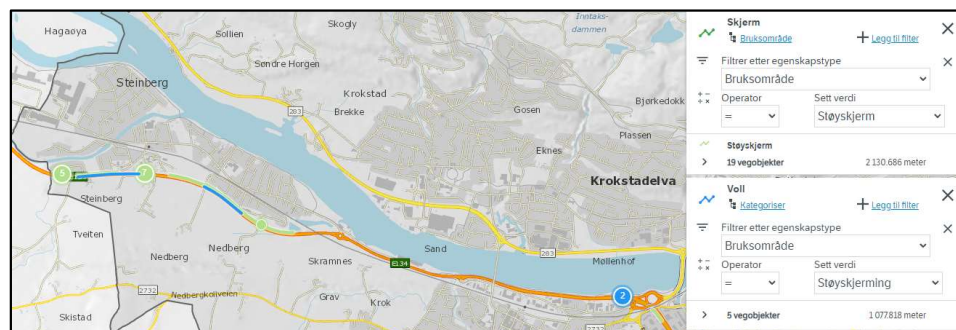 Hagaøya
Sollien
Skogly
Inntaks-
dammen
Steinberg
Søndre Horgen
Krokstad
Brekke
283
Gosen
Bjørkedokk
Plassen
Eknes
5
7
Krokstadelva
Steinberg
Tveiten
Nedberg
Nedberg
Sand
283
Skramnes
E134
Møllenhof
2732
Nedbergkollveien
Grav
Krok
2
Skistad
2732
Skjerm
Bruksområde
Legg til filter
Filtrer etter egenskapstype
Bruksområde
Operator Sett verdi
= Støyskjerm
Støyskjerm
19 vegobjekter 2 130.686 meter
Voll
Kategoriser
Legg til filter
Filtrer etter egenskapstype
Bruksområde
Operator Sett verdi
= Støyskjerming
5 vegobjekter 1 077.818 meter